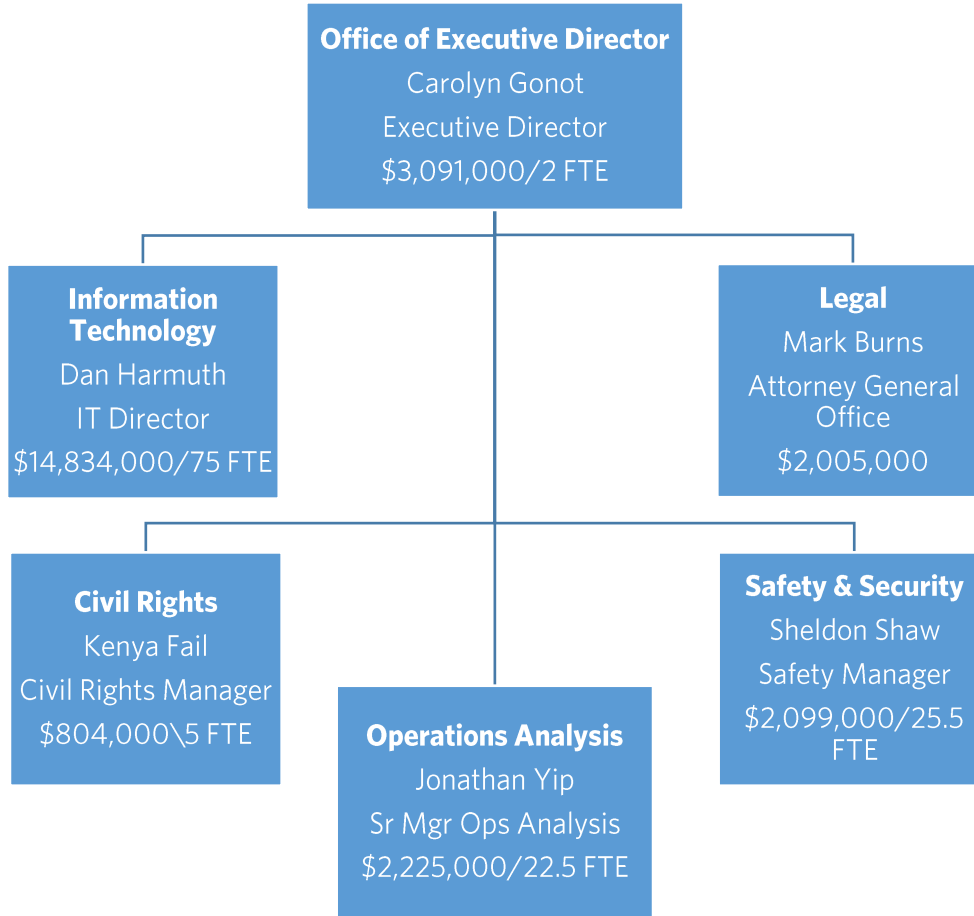 Office of Executive Director
Carolyn Gonot
Executive Director
$3,091,000/2 FTE
Information
Technology
Dan Harmuth
IT Director
$14,834,000/75 FTE
Legal
Mark Burns
Attorney General
Office
$2,005,000
Civil Rights
Kenya Fail
Civil Rights Manager
$804,000\5 FTE
Operations Analysis
Jonathan Yip
Sr Mgr Ops Analysis
$2,225,000/22.5 FTE
Safety & Security
Sheldon Shaw
Safety Manager
$2,099,000/25.5
FTE